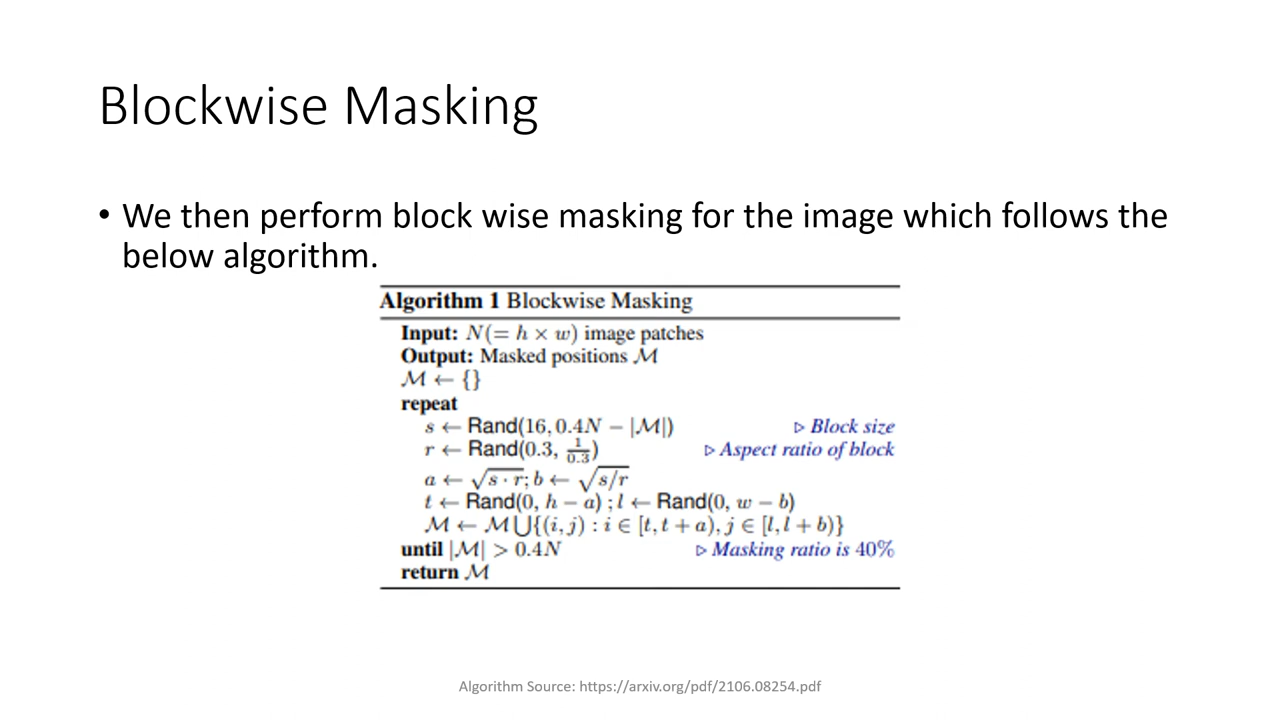 Blockwise Masking
• We then perform block wise masking for the image which follows the
below algorithm.
Algorithm 1 Blockwise Masking
Input: N(= h × w) image patches
Output: Masked positions ℳ
ℳ ← {}
repeat
s ← Rand(16, 0.4N − |ℳ|) ▷ Block size
r ← Rand(0.3, 1/0.3) ▷ Aspect ratio of block
a ← √(s · r); b ← √(s/r)
t ← Rand(0, h − a) ; l ← Rand(0, w − b)
ℳ ← ℳ ⋃{(i, j) : i ∈ [t, t + a), j ∈ [l, l + b)}
until |ℳ| > 0.4N ▷ Masking ratio is 40%
return ℳ
Algorithm Source: https://arxiv.org/pdf/2106.08254.pdf